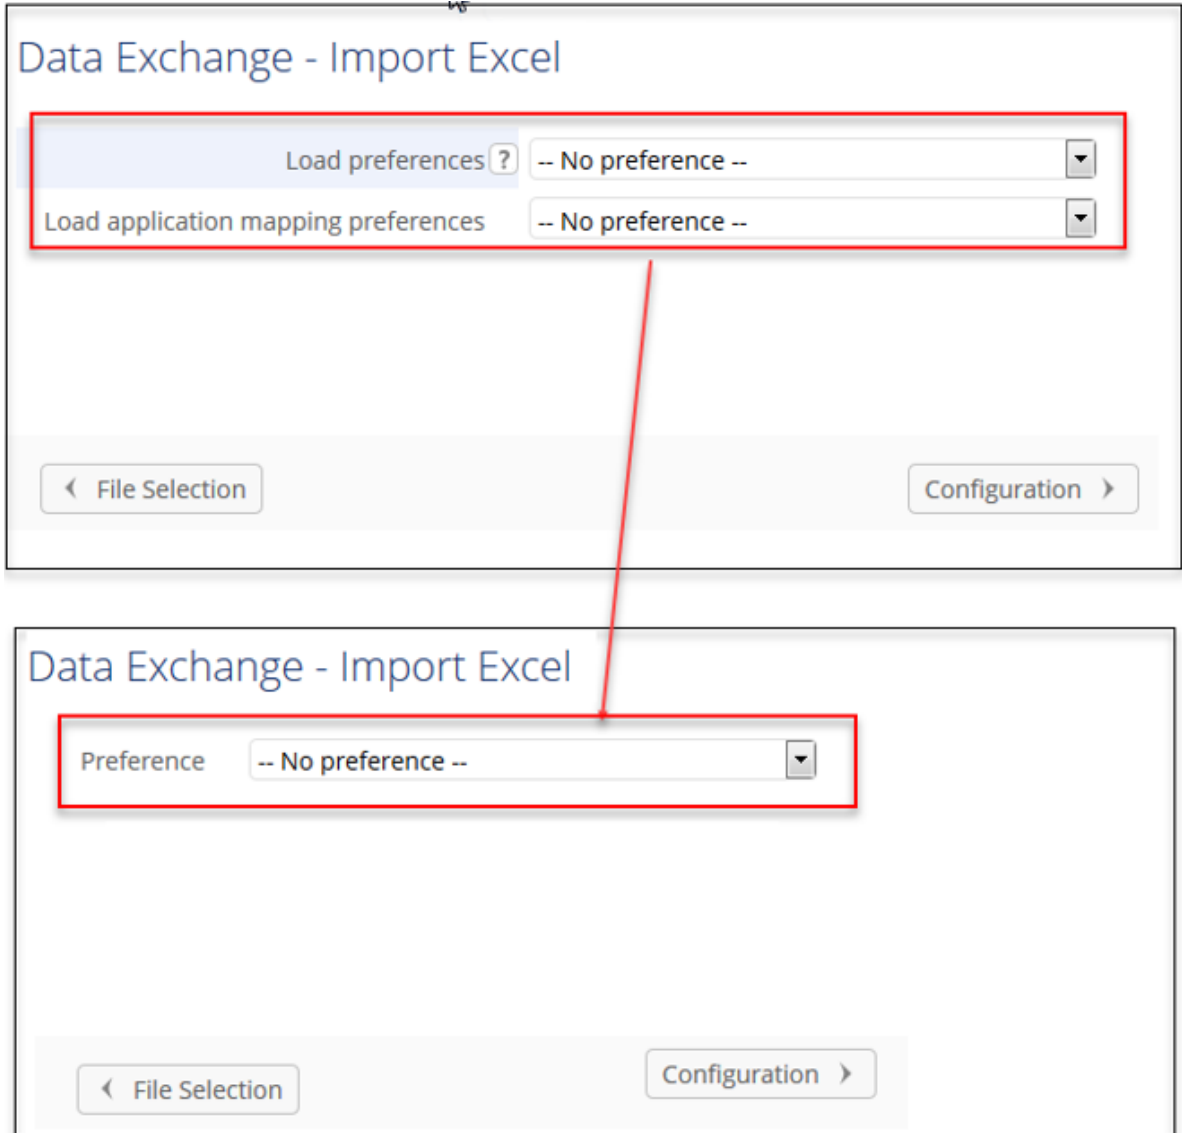 Data Exchange - Import Excel
Load preferences ? -- No preference --
Load application mapping preferences -- No preference --
File Selection Configuration
Data Exchange - Import Excel
Preference -- No preference --
Configuration
File Selection